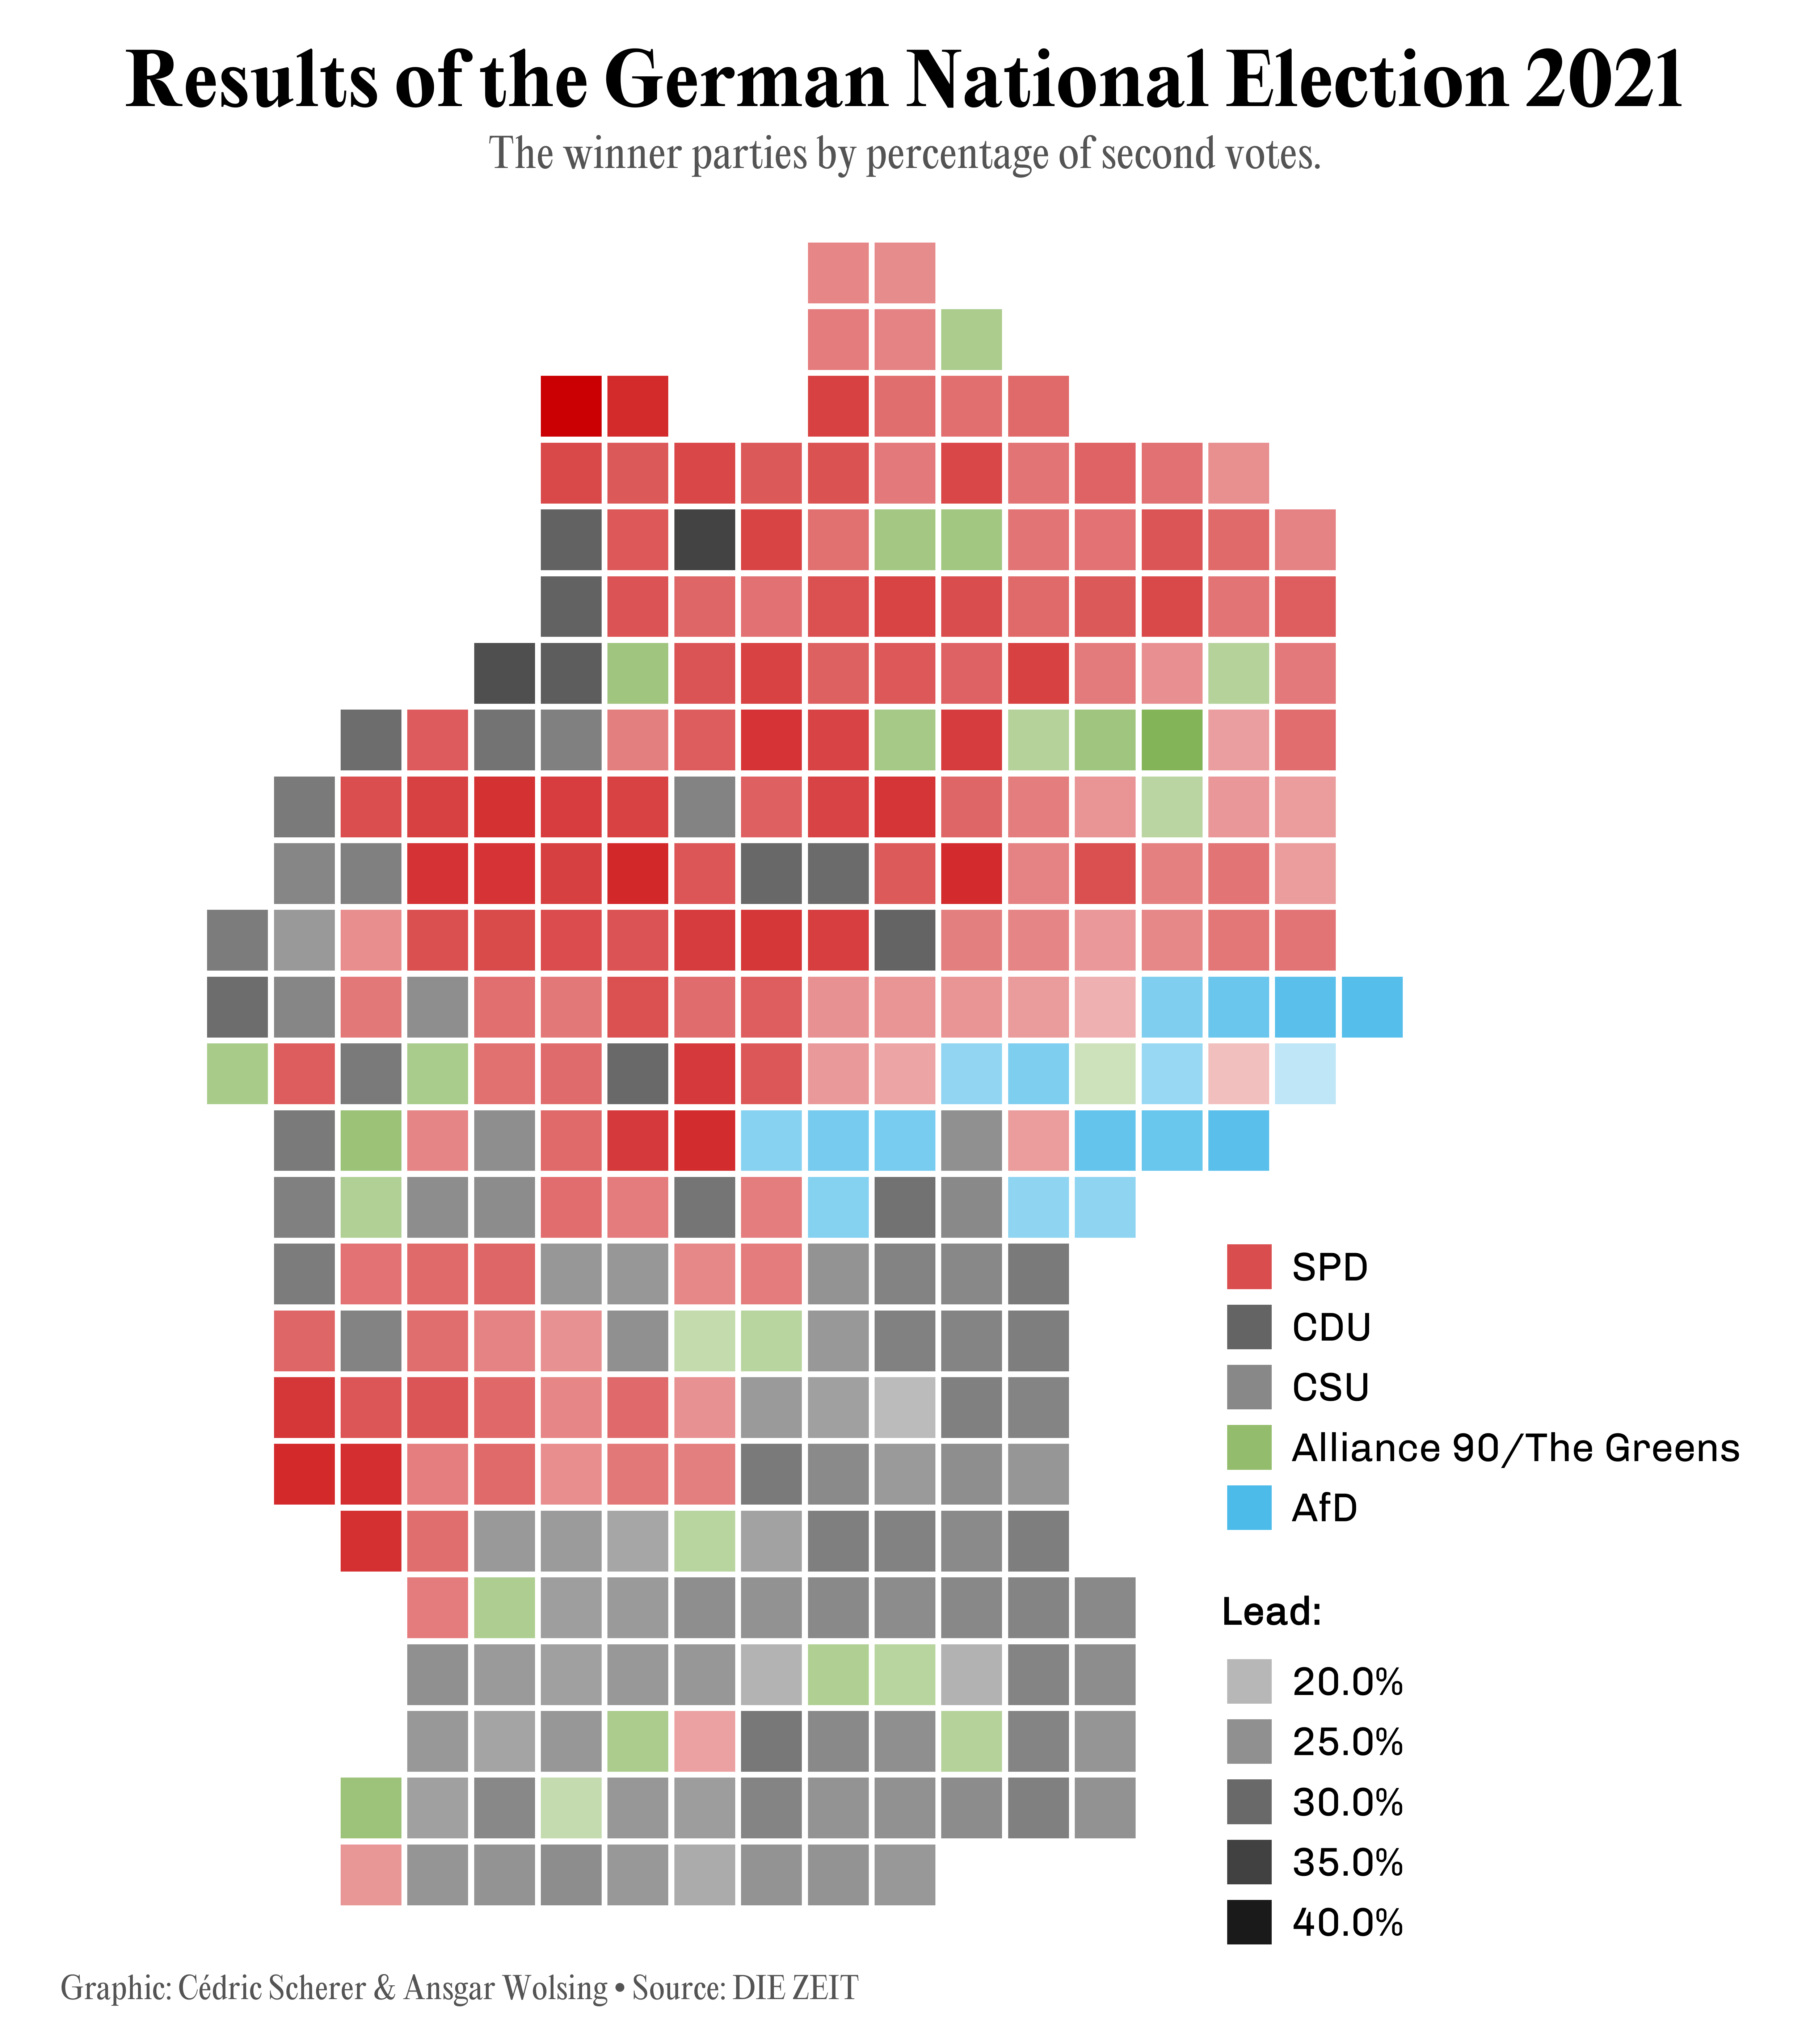 Results of the German National Election 2021
The winner parties by percentage of second votes.
SPD
CDU
CSU
Alliance 90/The Greens
AfD
Lead:
20.0%
25.0%
30.0%
35.0%
40.0%
Graphic: Cédric Scherer & Ansgar Wolsing • Source: DIE ZEIT